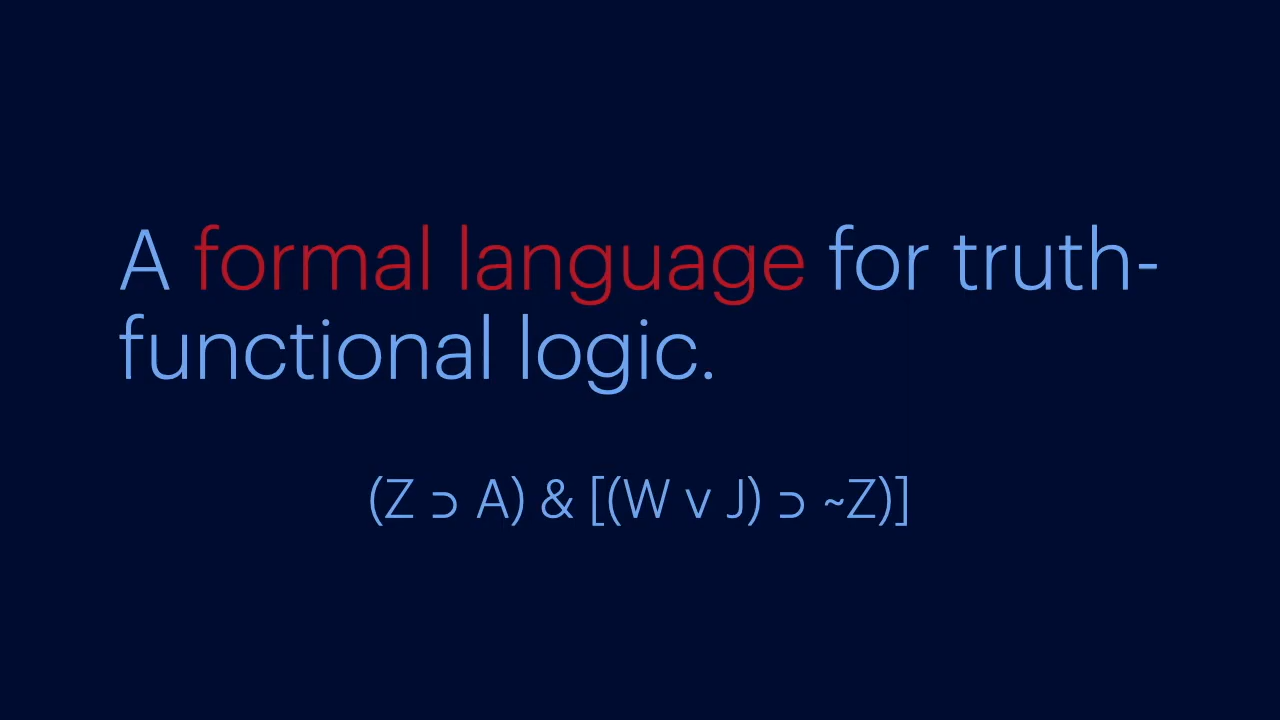 A formal language for truth-
functional logic.
(Z ⊃ A) & [(W v J) ⊃ ~Z)]